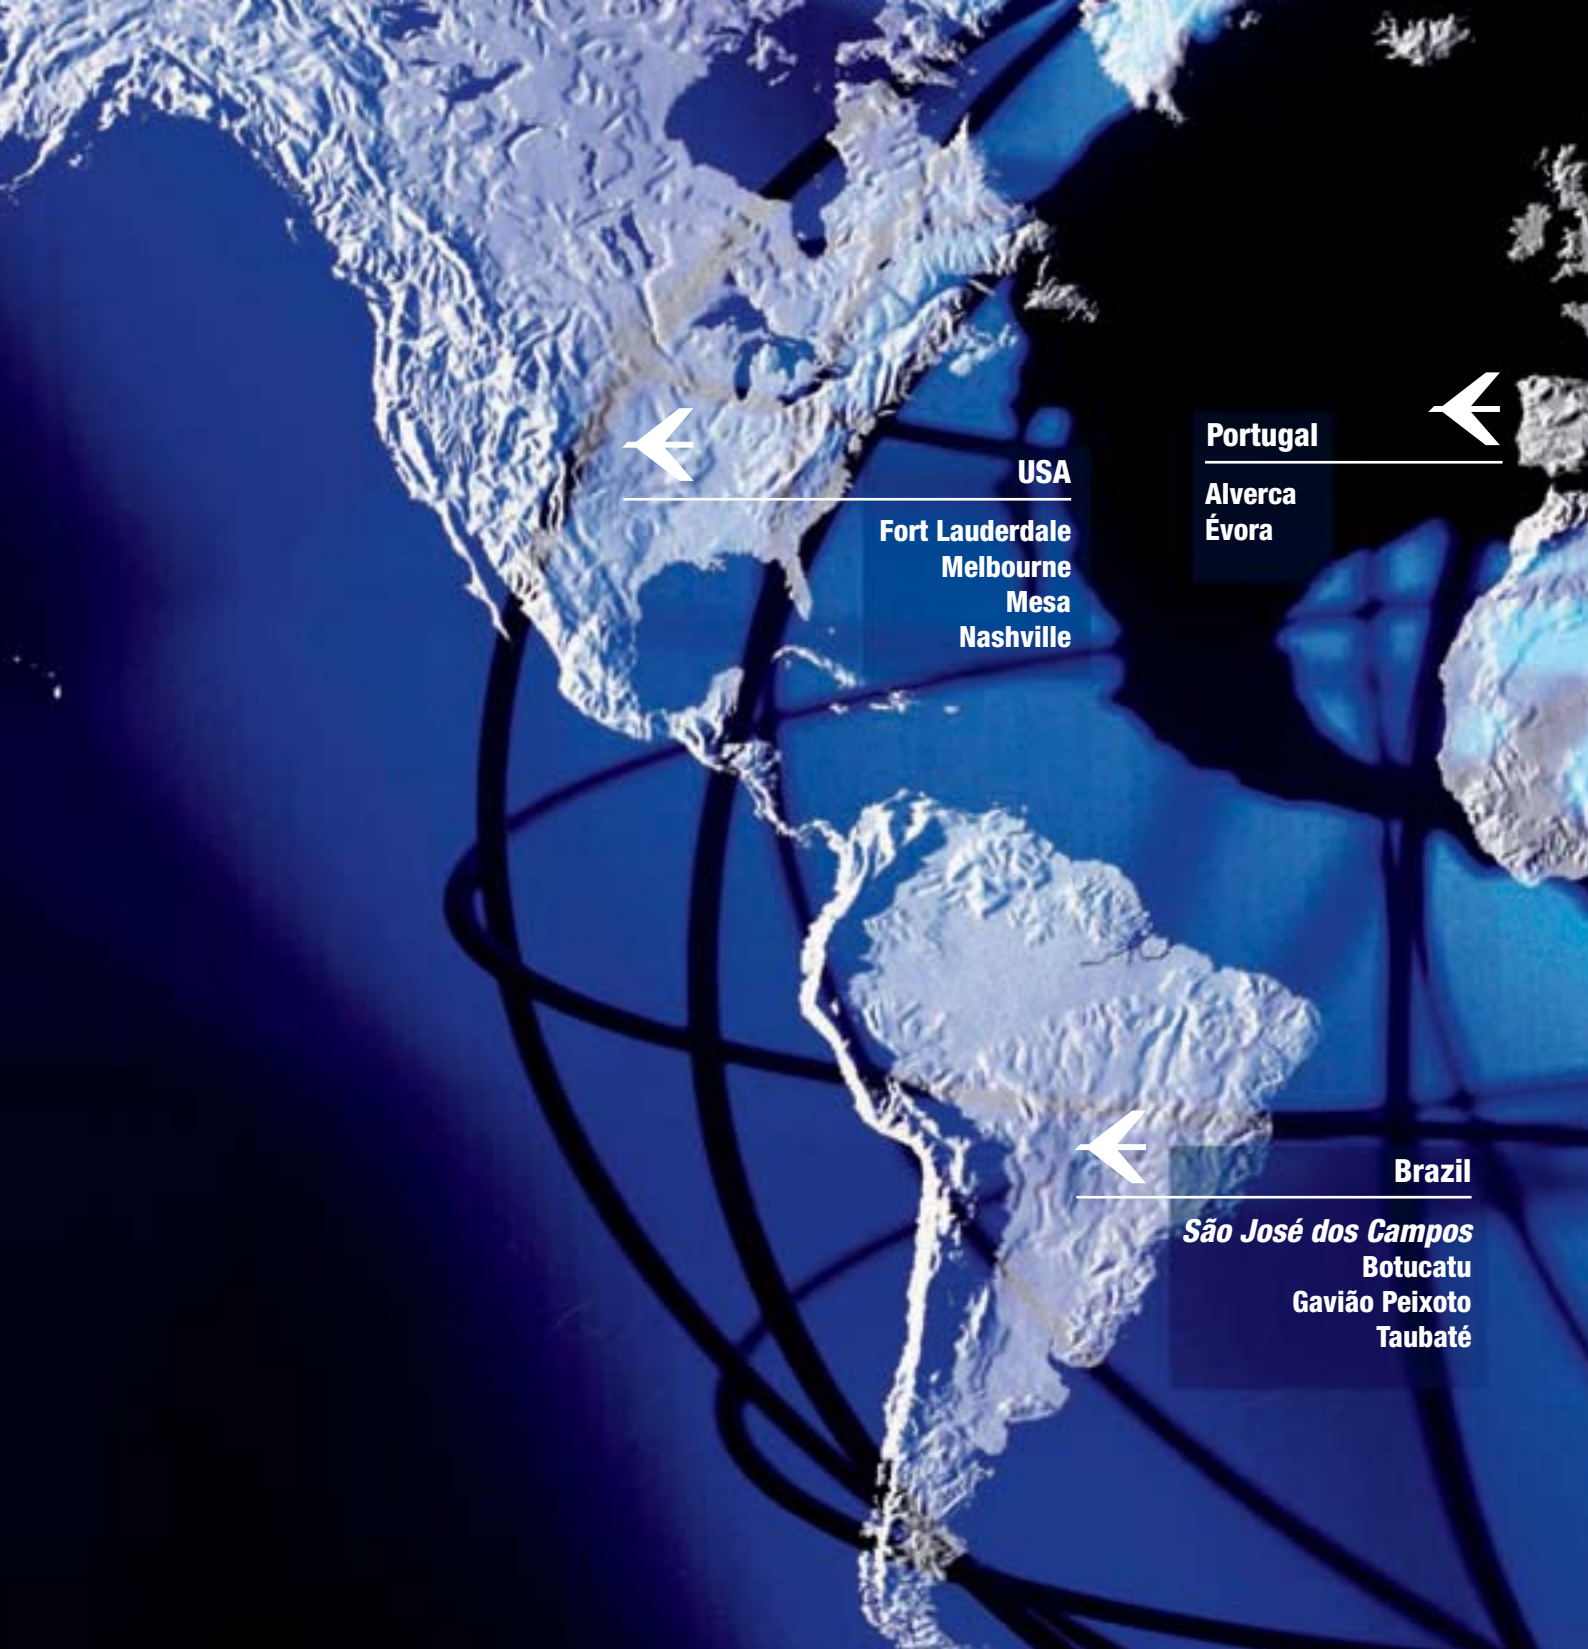 Portugal
Alverca
Évora
USA
Fort Lauderdale
Melbourne
Mesa
Nashville
Brazil
São José dos Campos
Botucatu
Gavião Peixoto
Taubaté